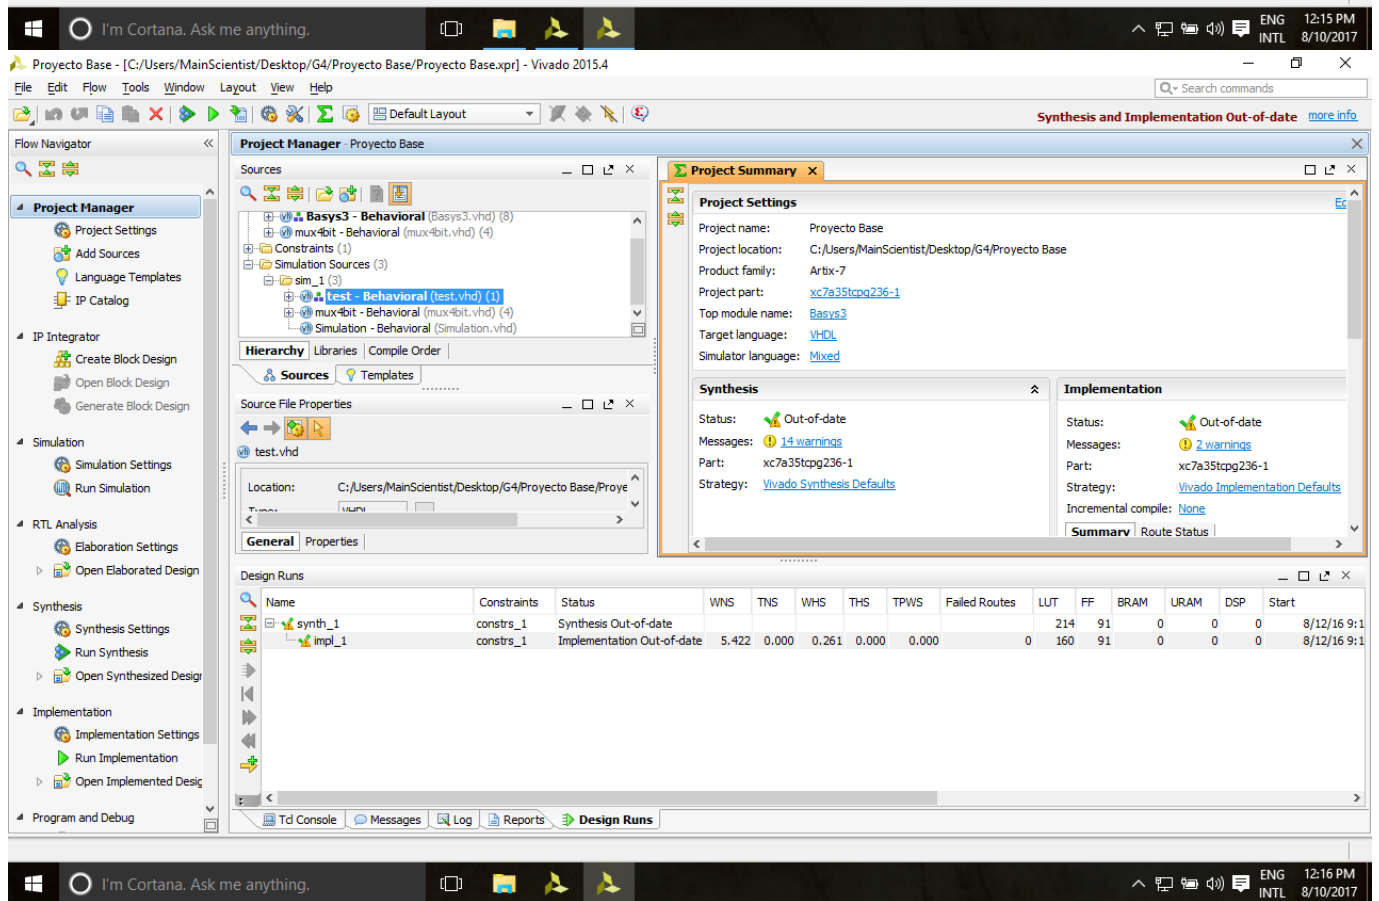 I'm Cortana. Ask me anything.
ENG
INTL
12:15 PM
8/10/2017
Proyecto Base - [C:/Users/MainScientist/Desktop/G4/Proyecto Base/Proyecto Base.xpr] - Vivado 2015.4
File Edit Flow Tools Window Layout View Help
Search commands
Default Layout
Synthesis and Implementation Out-of-date more info
Flow Navigator
Project Manager
Project Settings
Add Sources
Language Templates
IP Catalog
IP Integrator
Create Block Design
Open Block Design
Generate Block Design
Simulation
Simulation Settings
Run Simulation
RTL Analysis
Elaboration Settings
Open Elaborated Design
Synthesis
Synthesis Settings
Run Synthesis
Open Synthesized Desigr
Implementation
Implementation Settings
Run Implementation
Open Implemented Desig
Program and Debug
Project Manager - Proyecto Base
Sources
Basys3 - Behavioral (Basys3.vhd) (8)
mux4bit - Behavioral (mux4bit.vhd) (4)
Constraints (1)
Simulation Sources (3)
sim_1 (3)
test - Behavioral (test.vhd) (1)
mux4bit - Behavioral (mux4bit.vhd) (4)
Simulation - Behavioral (Simulation.vhd)
Hierarchy Libraries Compile Order
Sources Templates
Source File Properties
test.vhd
Location: C:/Users/MainScientist/Desktop/G4/Proyecto Base/Proye
Type: VHDL
General Properties
Project Summary
Project Settings
Project name: Proyecto Base
Project location: C:/Users/MainScientist/Desktop/G4/Proyecto Base
Product family: Artix-7
Project part: xc7a35tcpg236-1
Top module name: Basys3
Target language: VHDL
Simulator language: Mixed
Synthesis
Status: Out-of-date
Messages: 14 warnings
Part: xc7a35tcpg236-1
Strategy: Vivado Synthesis Defaults
Implementation
Status: Out-of-date
Messages: 2 warnings
Part: xc7a35tcpg236-1
Strategy: Vivado Implementation Defaults
Incremental compile: None
Summary Route Status
Design Runs
Name Constraints Status WNS TNS WHS THS TPWS Failed Routes LUT FF BRAM URAM DSP Start
synth_1 constrs_1 Synthesis Out-of-date 214 91 0 0 0 8/12/16 9:1
impl_1 constrs_1 Implementation Out-of-date 5.422 0.000 0.261 0.000 0.000 0 160 91 0 0 0 8/12/16 9:1
Tcl Console Messages Log Reports Design Runs
I'm Cortana. Ask me anything.
ENG
INTL
12:16 PM
8/10/2017